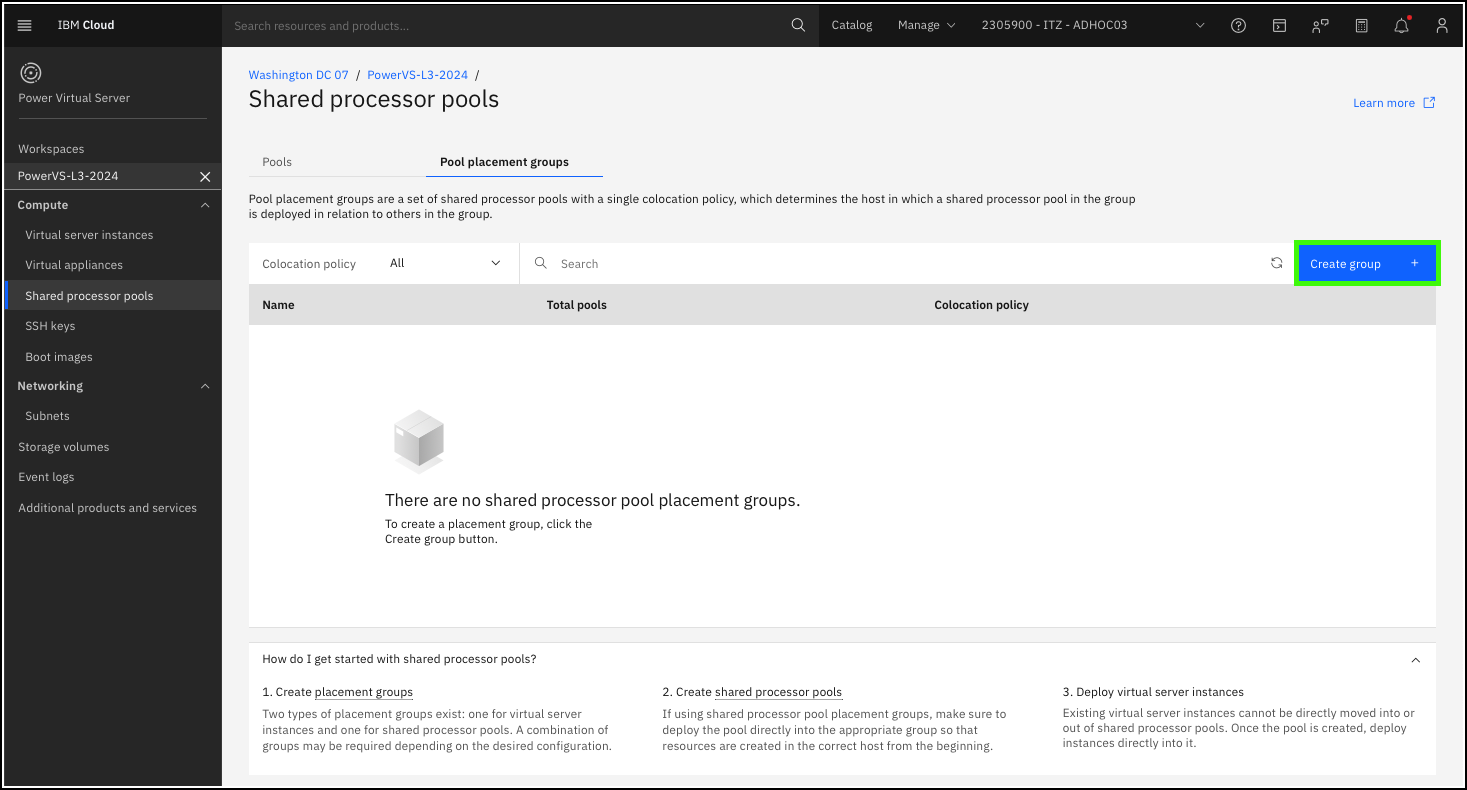 IBM Cloud
Search resources and products...
Catalog
Manage
2305900 - ITZ - ADHOC03
Power Virtual Server
Workspaces
PowerVS-L3-2024
Compute
Virtual server instances
Virtual appliances
Shared processor pools
SSH keys
Boot images
Networking
Subnets
Storage volumes
Event logs
Additional products and services
Washington DC 07 / PowerVS-L3-2024 /
Shared processor pools
Learn more
Pools
Pool placement groups
Pool placement groups are a set of shared processor pools with a single colocation policy, which determines the host in which a shared processor pool in the group
is deployed in relation to others in the group.
Colocation policy
All
Search
Create group +
Name
Total pools
Colocation policy
There are no shared processor pool placement groups.
To create a placement group, click the
Create group button.
How do I get started with shared processor pools?
1. Create placement groups
Two types of placement groups exist: one for virtual server
instances and one for shared processor pools. A combination of
groups may be required depending on the desired configuration.
2. Create shared processor pools
If using shared processor pool placement groups, make sure to
deploy the pool directly into the appropriate group so that
resources are created in the correct host from the beginning.
3. Deploy virtual server instances
Existing virtual server instances cannot be directly moved into or
out of shared processor pools. Once the pool is created, deploy
instances directly into it.